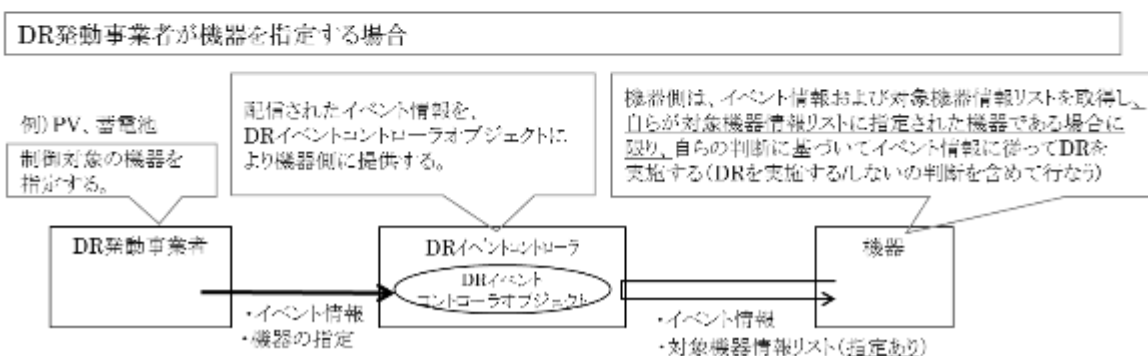 DR発動事業者が機器を指定する場合
例）PV、蓄電池
制御対象の機器を
指定する。
配信されたイベント情報を、
DRイベントコントローラオブジェクトに
より機器側に提供する。
機器側は、イベント情報および対象機器情報リストを取得し、
自らが対象機器情報リストに指定された機器である場合に
限り、自らの判断に基づいてイベント情報に従ってDRを
実施する（DRを実施する/しないの判断を含めて行なう）
DR発動事業者
DRイベントコントローラ
DRイベント
コントローラオブジェクト
機器
・イベント情報
・機器の指定
・イベント情報
・対象機器情報リスト（指定あり）